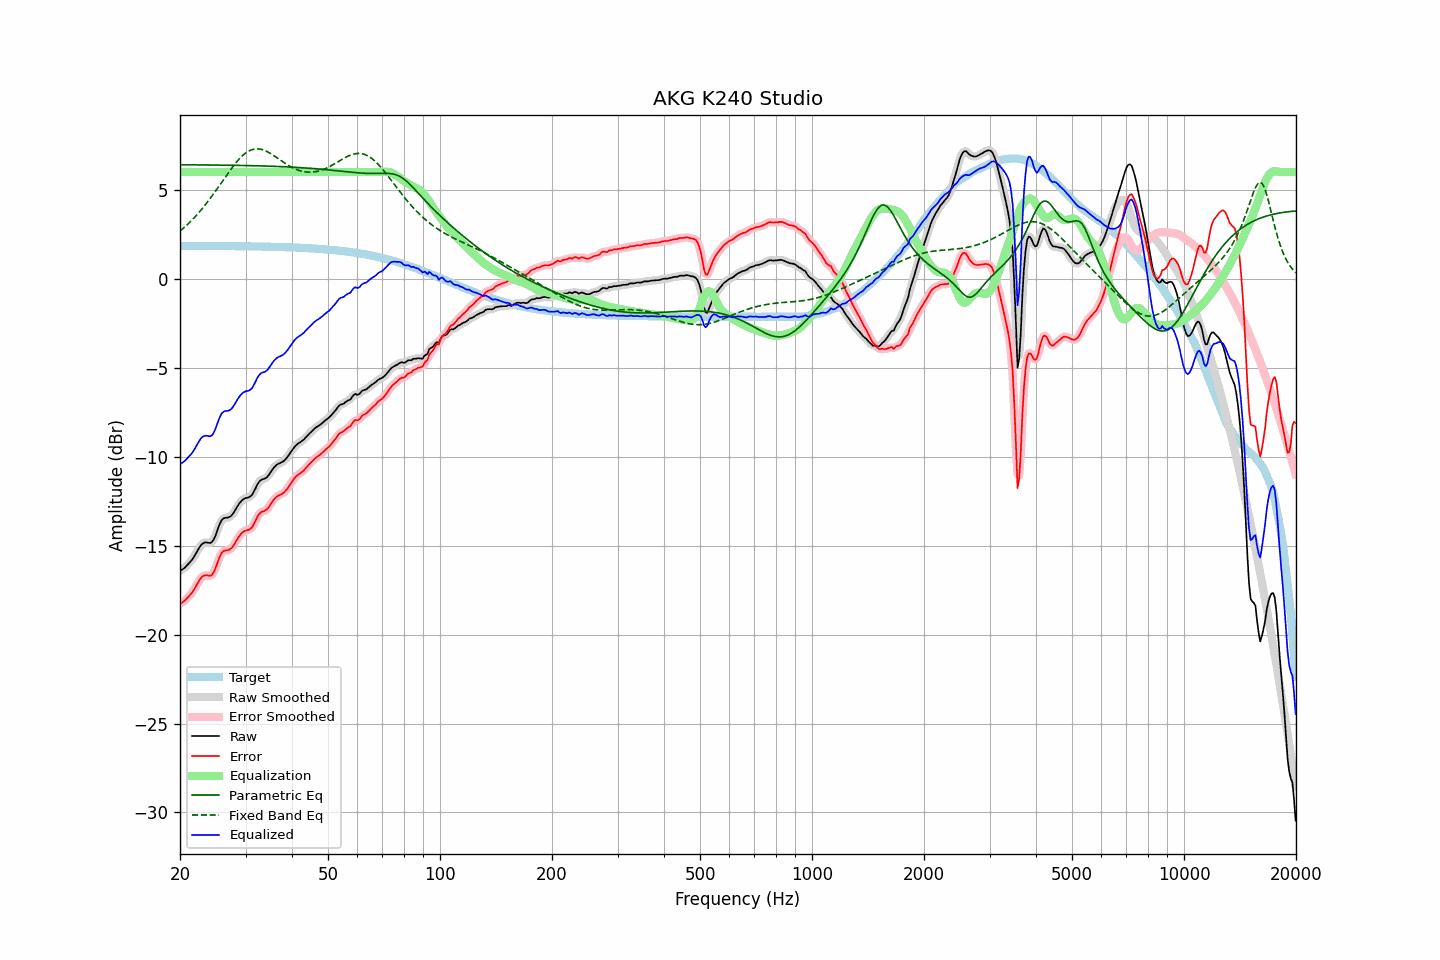 AKG K240 Studio
5
0
−5
−10
−15
−20
−25
−30
Amplitude (dBr)
Target
Raw Smoothed
Error Smoothed
Raw
Error
Equalization
Parametric Eq
Fixed Band Eq
Equalized
20 50 100 200 500 1000 2000 5000 10000 20000
Frequency (Hz)